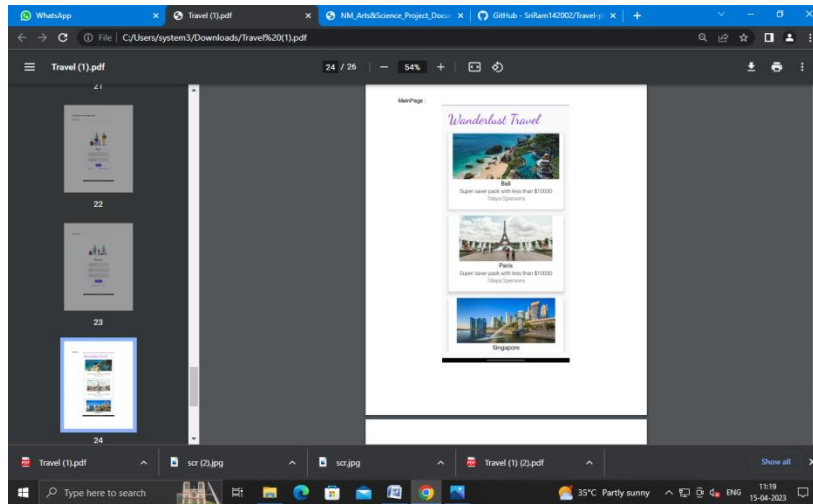 WhatsApp
Travel (1).pdf
NM_Arts&Science_Project_Docu
GitHub - SriRam142002/Travel-pl
File | C:/Users/system3/Downloads/Travel%20(1).pdf
Travel (1).pdf
24 / 26
54%
21
22
23
24
MainPage :
Wanderlust Travel
Bali
Super saver pack with less than $10000
7days/2persons
Paris
Super saver pack with less than $10000
7days/2persons
Singapore
Travel (1).pdf
scr (2).jpg
scr.jpg
Travel (1) (2).pdf
Show all
Type here to search
35°C Partly sunny
ENG
11:19
15-04-2023